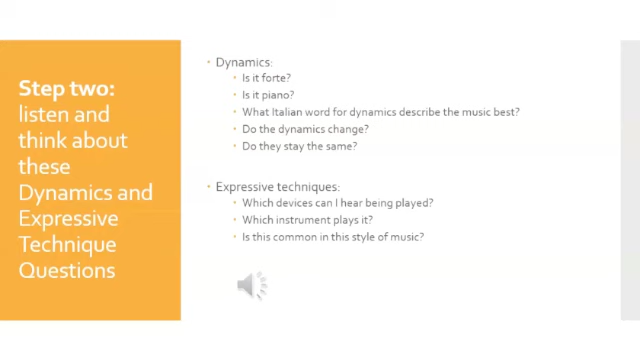 Step two:
listen and
think about
these
Dynamics and
Expressive
Technique
Questions
• Dynamics:
• Is it forte?
• Is it piano?
• What Italian word for dynamics describe the music best?
• Do the dynamics change?
• Do they stay the same?
• Expressive techniques:
• Which devices can I hear being played?
• Which instrument plays it?
• Is this common in this style of music?